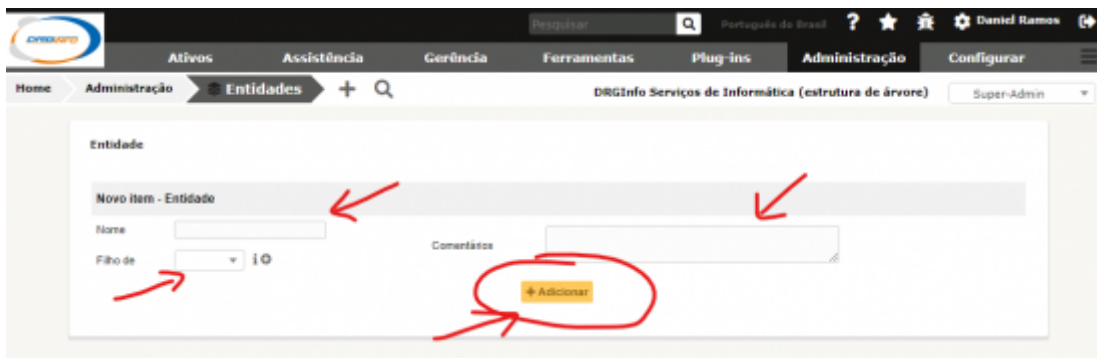 DRGINFO
Pesquisar Português do Brasil ? Daniel Ramos
Ativos Assistência Gerência Ferramentas Plug-ins Administração Configurar
Home Administração Entidades + DRGInfo Serviços de Informática (estrutura de árvore) Super-Admin
Entidade
Novo item - Entidade
Nome
Comentários
Filho de i
+ Adicionar